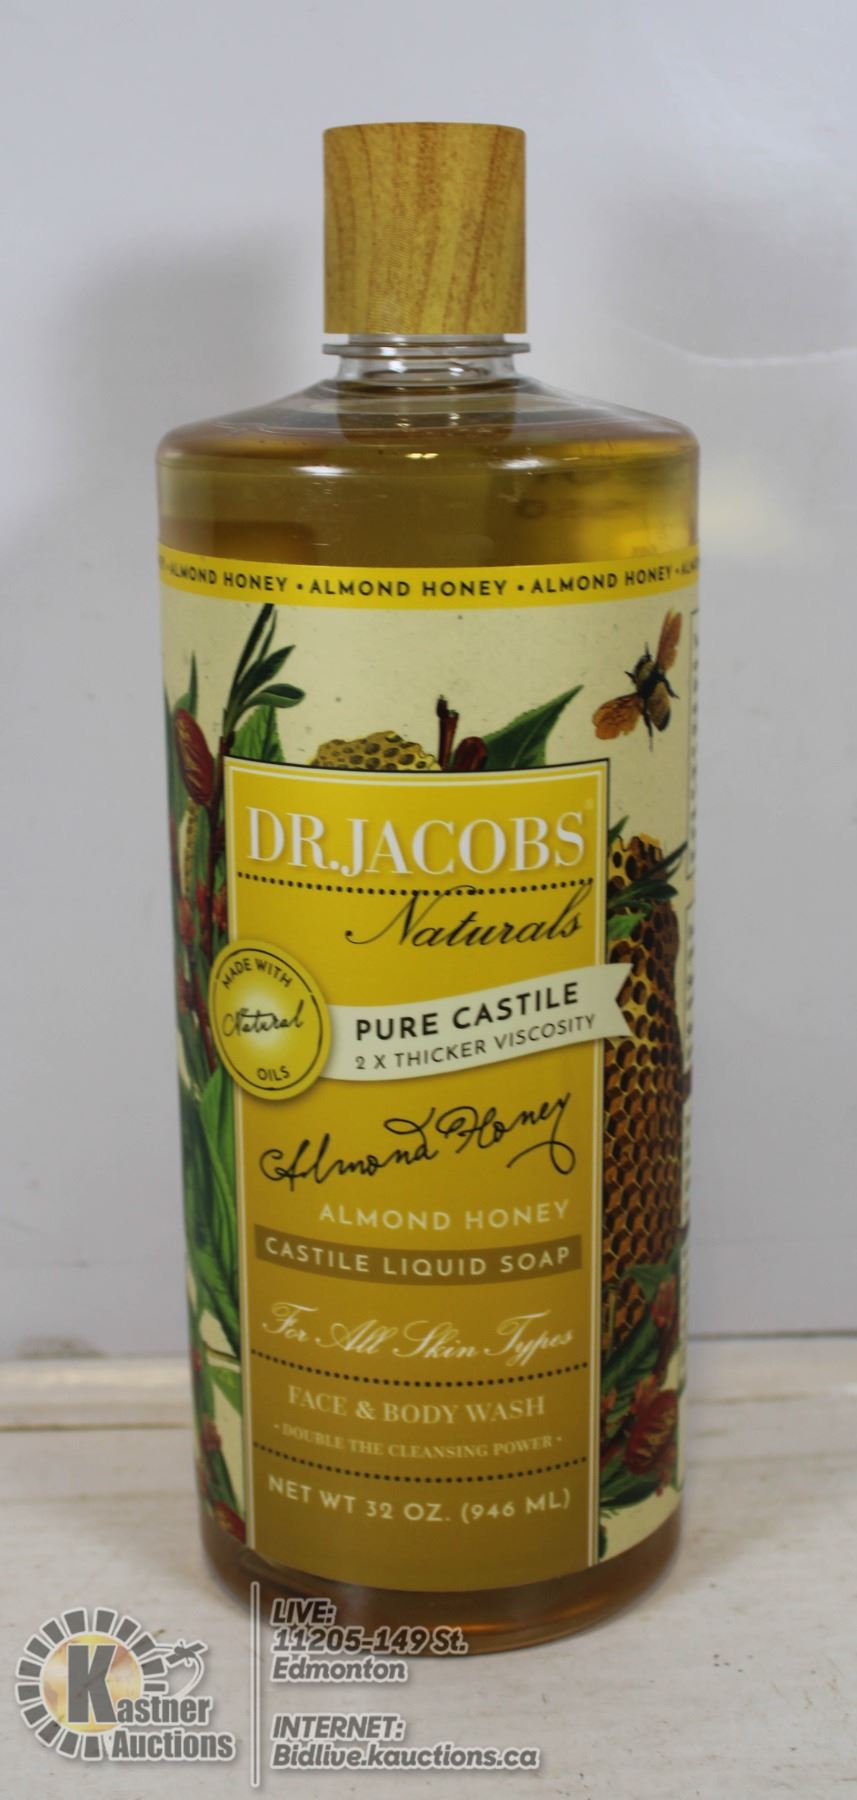 ALMOND HONEY • ALMOND HONEY • ALMOND HONEY •
DR.JACOBS
Naturals
MADE WITH
Natural
OILS
PURE CASTILE
2 X THICKER VISCOSITY
Almond Honey
ALMOND HONEY
CASTILE LIQUID SOAP
For All Skin Types
FACE & BODY WASH
• DOUBLE THE CLEANSING POWER •
NET WT 32 OZ. (946 ML)
Kastner
Auctions
LIVE:
11205-149 St.
Edmonton
INTERNET:
Bidlive.kauctions.ca